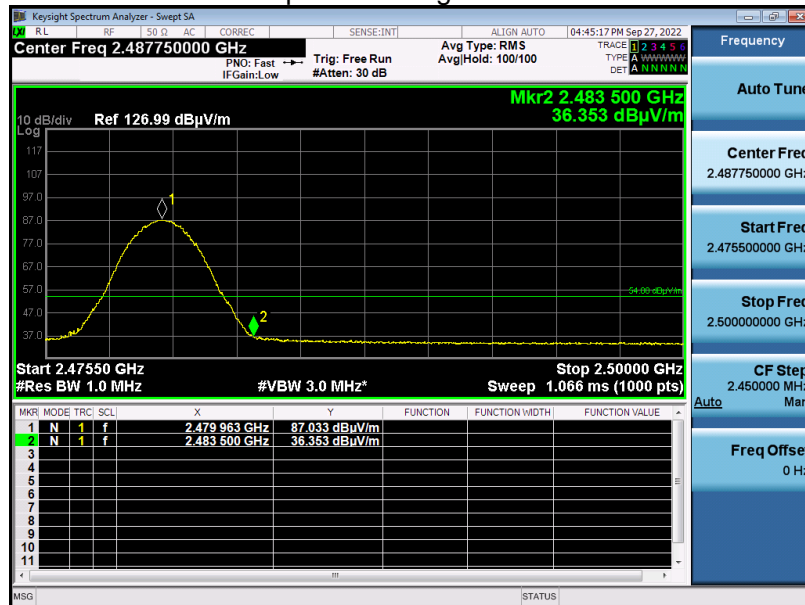 Keysight Spectrum Analyzer - Swept SA
RL RF 50 Ω AC CORREC SENSE:INT ALIGN AUTO 04:45:17 PM Sep 27, 2022
Center Freq 2.487750000 GHz
PNO: Fast
IFGain:Low
Trig: Free Run
#Atten: 30 dB
Avg Type: RMS
Avg|Hold: 100/100
TRACE 1 2 3 4 5 6
TYPE A WWWWW
DET A N N N N N
Mkr2 2.483 500 GHz
36.353 dBµV/m
10 dB/div Ref 126.99 dBµV/m
Log
117
107
97.0
87.0
77.0
67.0
57.0
47.0
37.0
1
2
54.00 dBµV/m
Start 2.47550 GHz Stop 2.50000 GHz
#Res BW 1.0 MHz #VBW 3.0 MHz* Sweep 1.066 ms (1000 pts)
MKR MODE TRC SCL X Y FUNCTION FUNCTION WIDTH FUNCTION VALUE
1 N 1 f 2.479 963 GHz 87.033 dBµV/m
2 N 1 f 2.483 500 GHz 36.353 dBµV/m
3
4
5
6
7
8
9
10
11
MSG STATUS
Frequency
Auto Tune
Center Freq
2.487750000 GHz
Start Freq
2.475500000 GHz
Stop Freq
2.500000000 GHz
CF Step
2.450000 MHz
Auto Man
Freq Offset
0 Hz